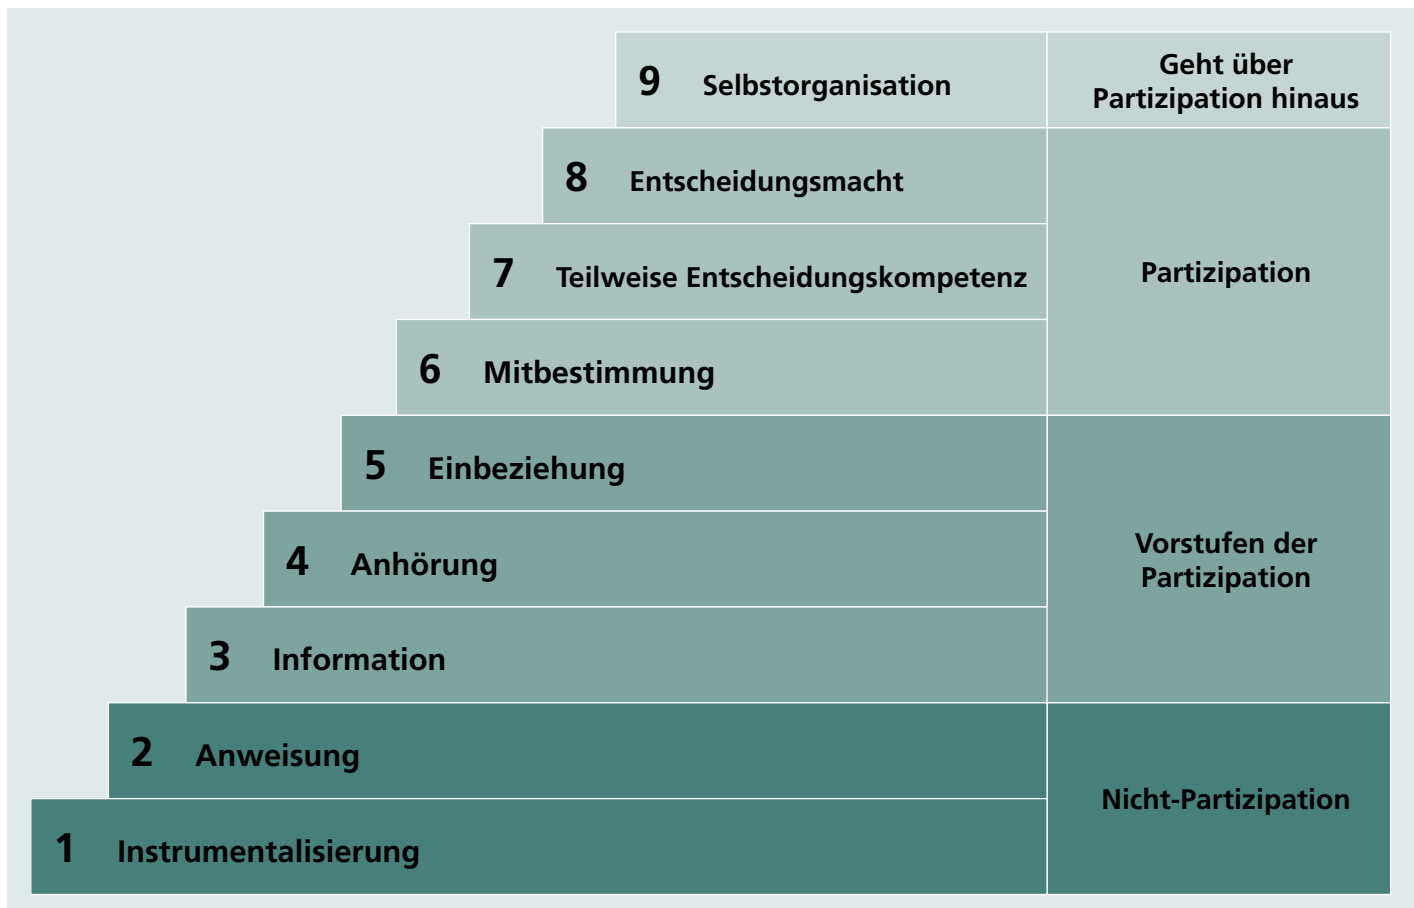 9 Selbstorganisation
Geht über
Partizipation hinaus
8 Entscheidungsmacht
7 Teilweise Entscheidungskompetenz
Partizipation
6 Mitbestimmung
5 Einbeziehung
4 Anhörung
Vorstufen der
Partizipation
3 Information
2 Anweisung
Nicht-Partizipation
1 Instrumentalisierung